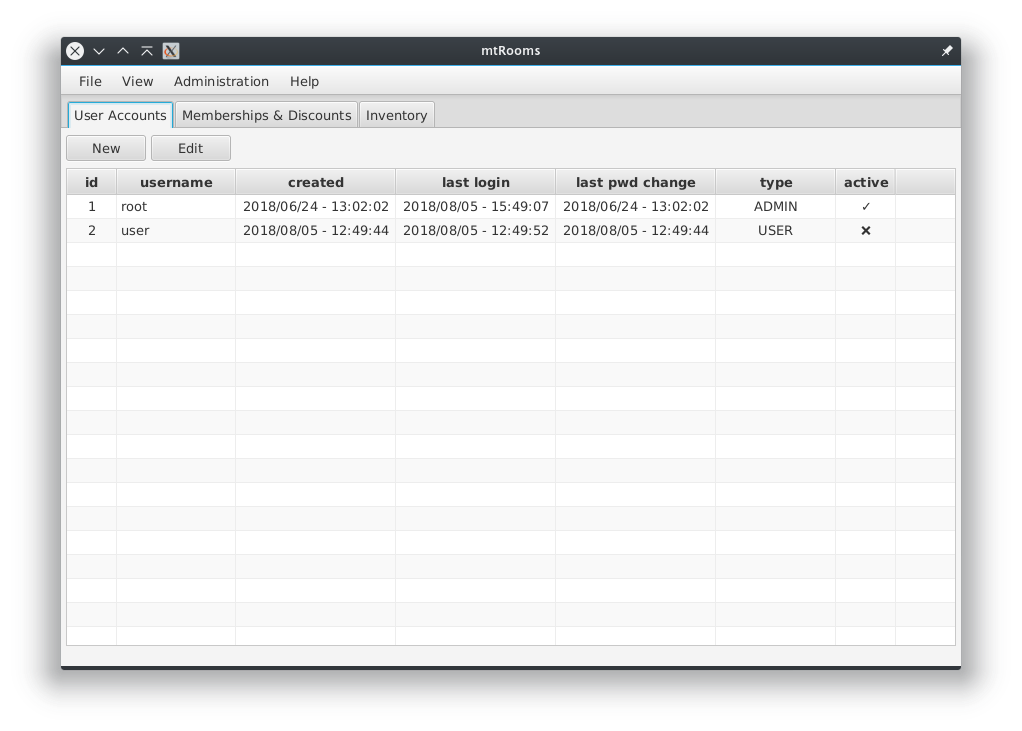 mtRooms
File View Administration Help
User Accounts Memberships & Discounts Inventory
New Edit
id username created last login last pwd change type active
1 root 2018/06/24 - 13:02:02 2018/08/05 - 15:49:07 2018/06/24 - 13:02:02 ADMIN ✓
2 user 2018/08/05 - 12:49:44 2018/08/05 - 12:49:52 2018/08/05 - 12:49:44 USER ✕